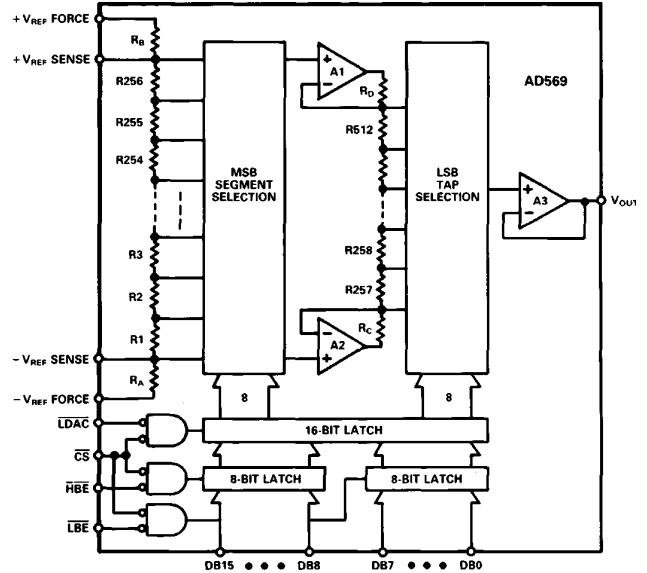 + VREF FORCE
RB
+ VREF SENSE
R256
R255
R254
R3
R2
R1
− VREF SENSE
RA
− VREF FORCE
MSB
SEGMENT
SELECTION
+
−
A1
RD
R512
R258
R257
RC
−
+
A2
LSB
TAP
SELECTION
AD569
+
−
A3
VOUT
8
8
LDAC
16-BIT LATCH
CS
HBE
8-BIT LATCH
8-BIT LATCH
LBE
DB15 ● ● ● DB8 DB7 ● ● ● DB0